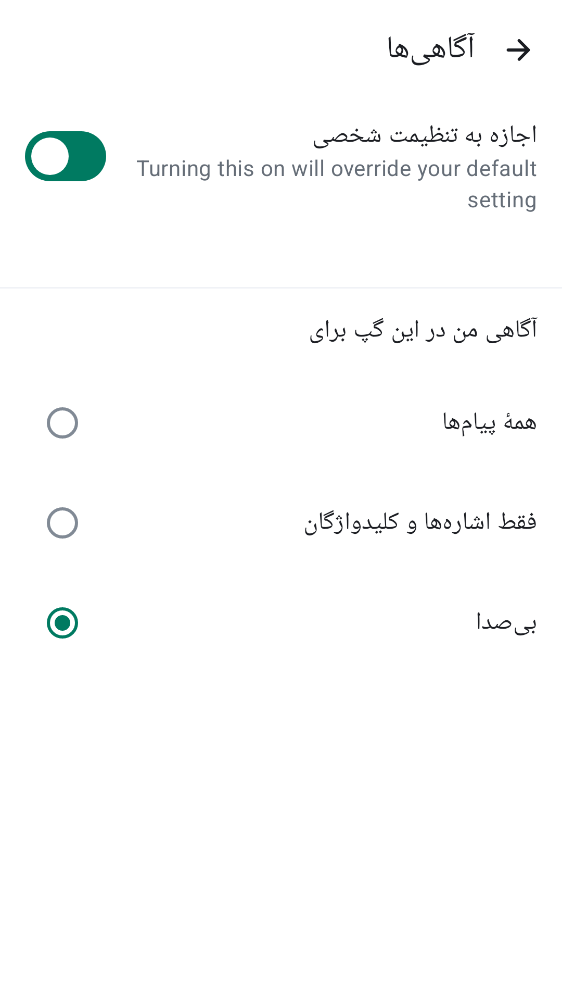 آگاهی‌ها
اجازه به تنظیمت شخصی
Turning this on will override your default
setting
آگاهی من در این گپ برای
همهٔ پیام‌ها
فقط اشاره‌ها و کلیدواژگان
بی‌صدا